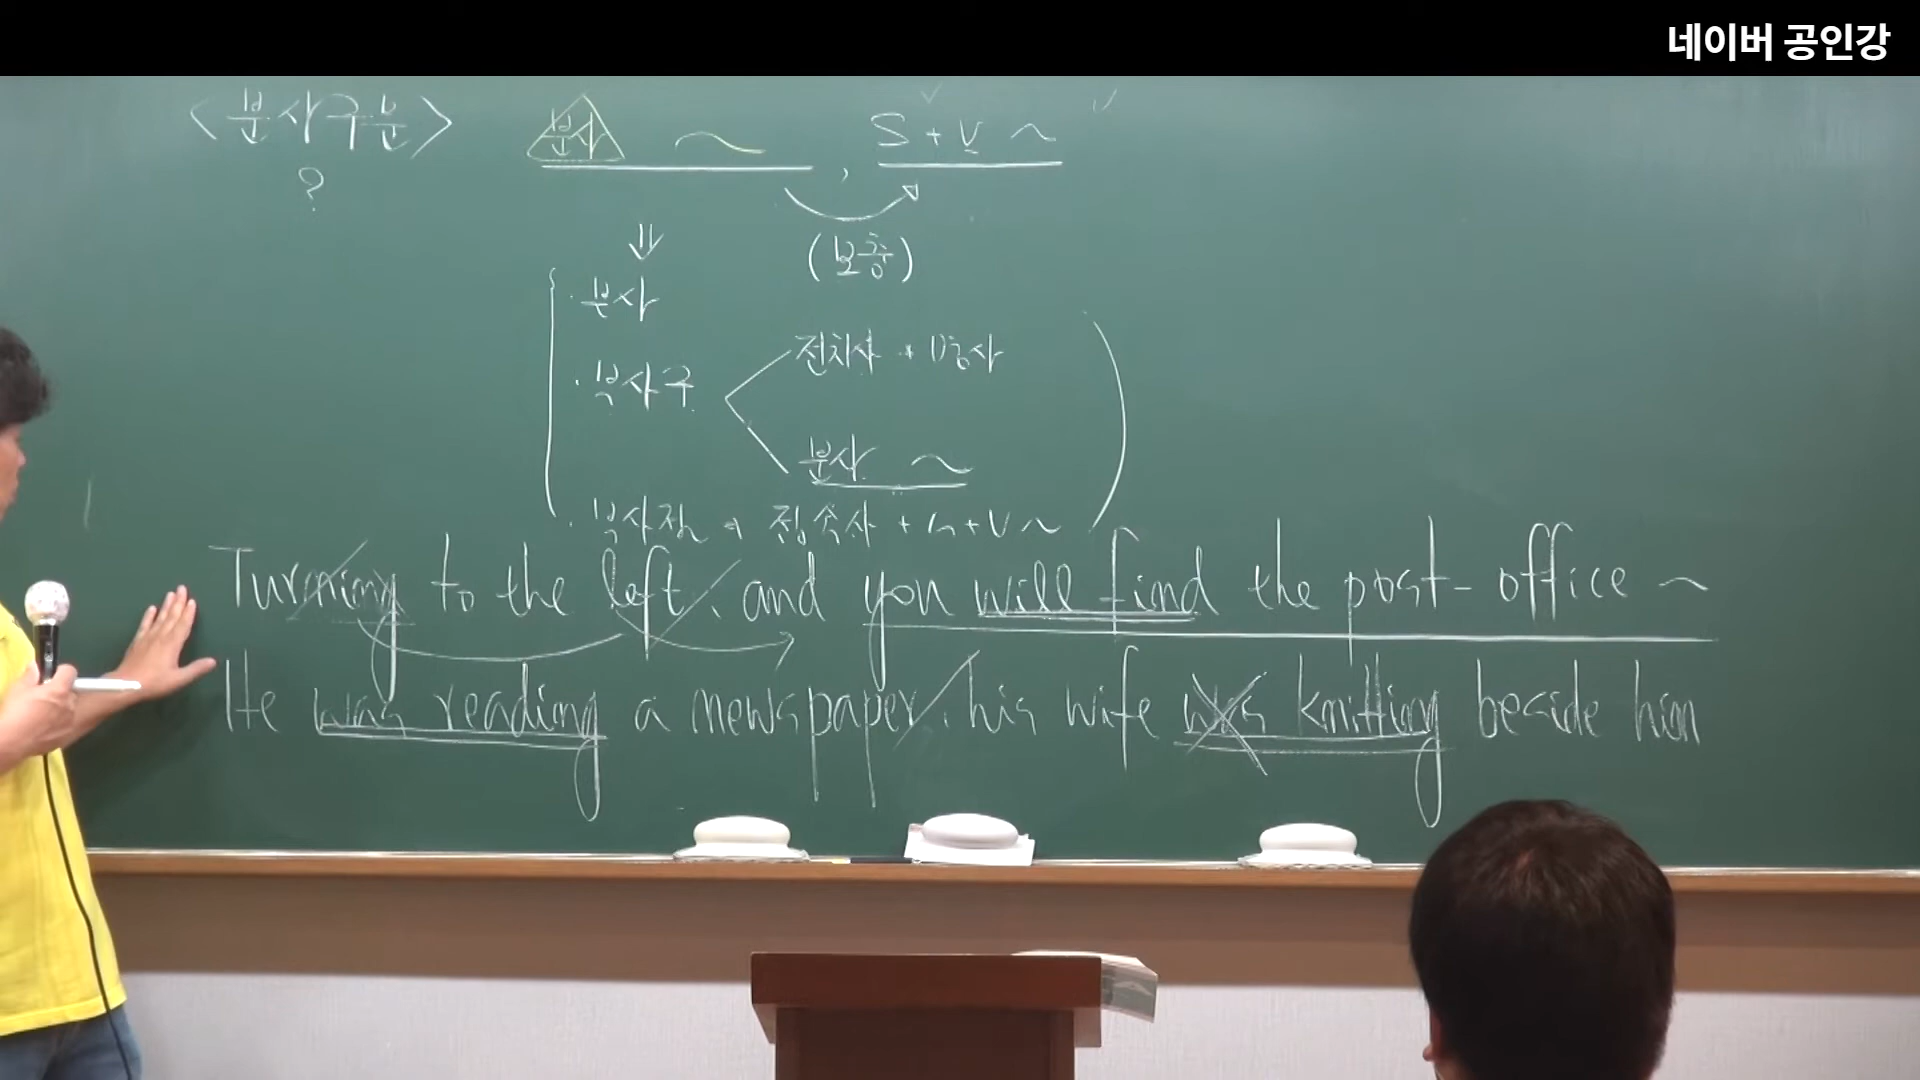 네이버 공인강
<분사구문> 분사 ~ , S + V ~
?
(보충)
⇓
· 부사
· 부사구 전치사 + 명사
분사 ~
· 부사절 → 접속사 + S + V ~
Turning to the left, and you will find the post-office ~
He was reading a newspaper, his wife was knitting beside him